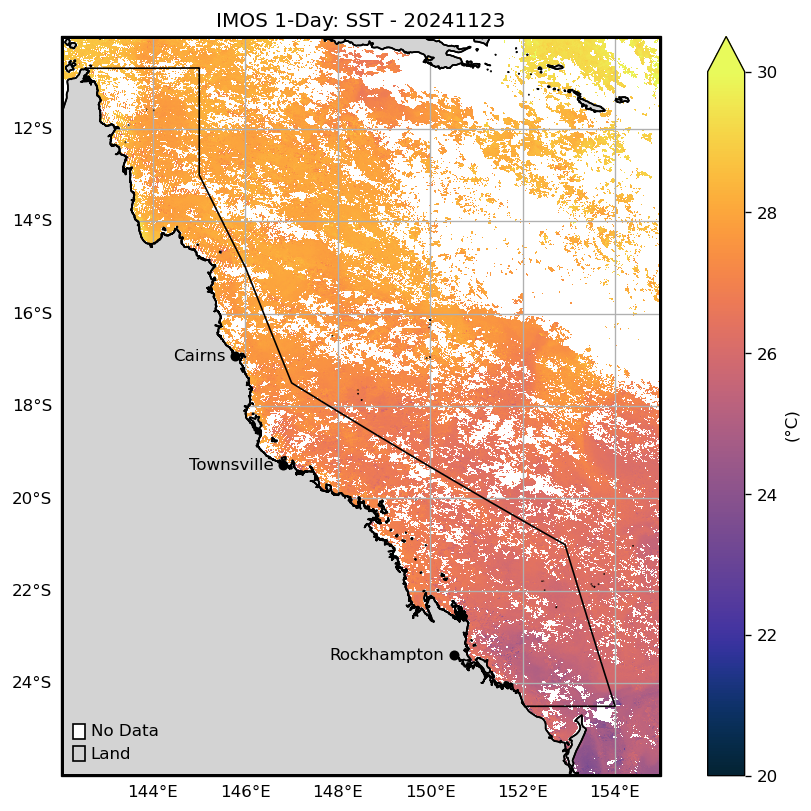 IMOS 1-Day: SST - 20241123
12°S
14°S
16°S
18°S
20°S
22°S
24°S
Cairns
Townsville
Rockhampton
No Data
Land
144°E 146°E 148°E 150°E 152°E 154°E
30
28
26
24
22
20
(°C)